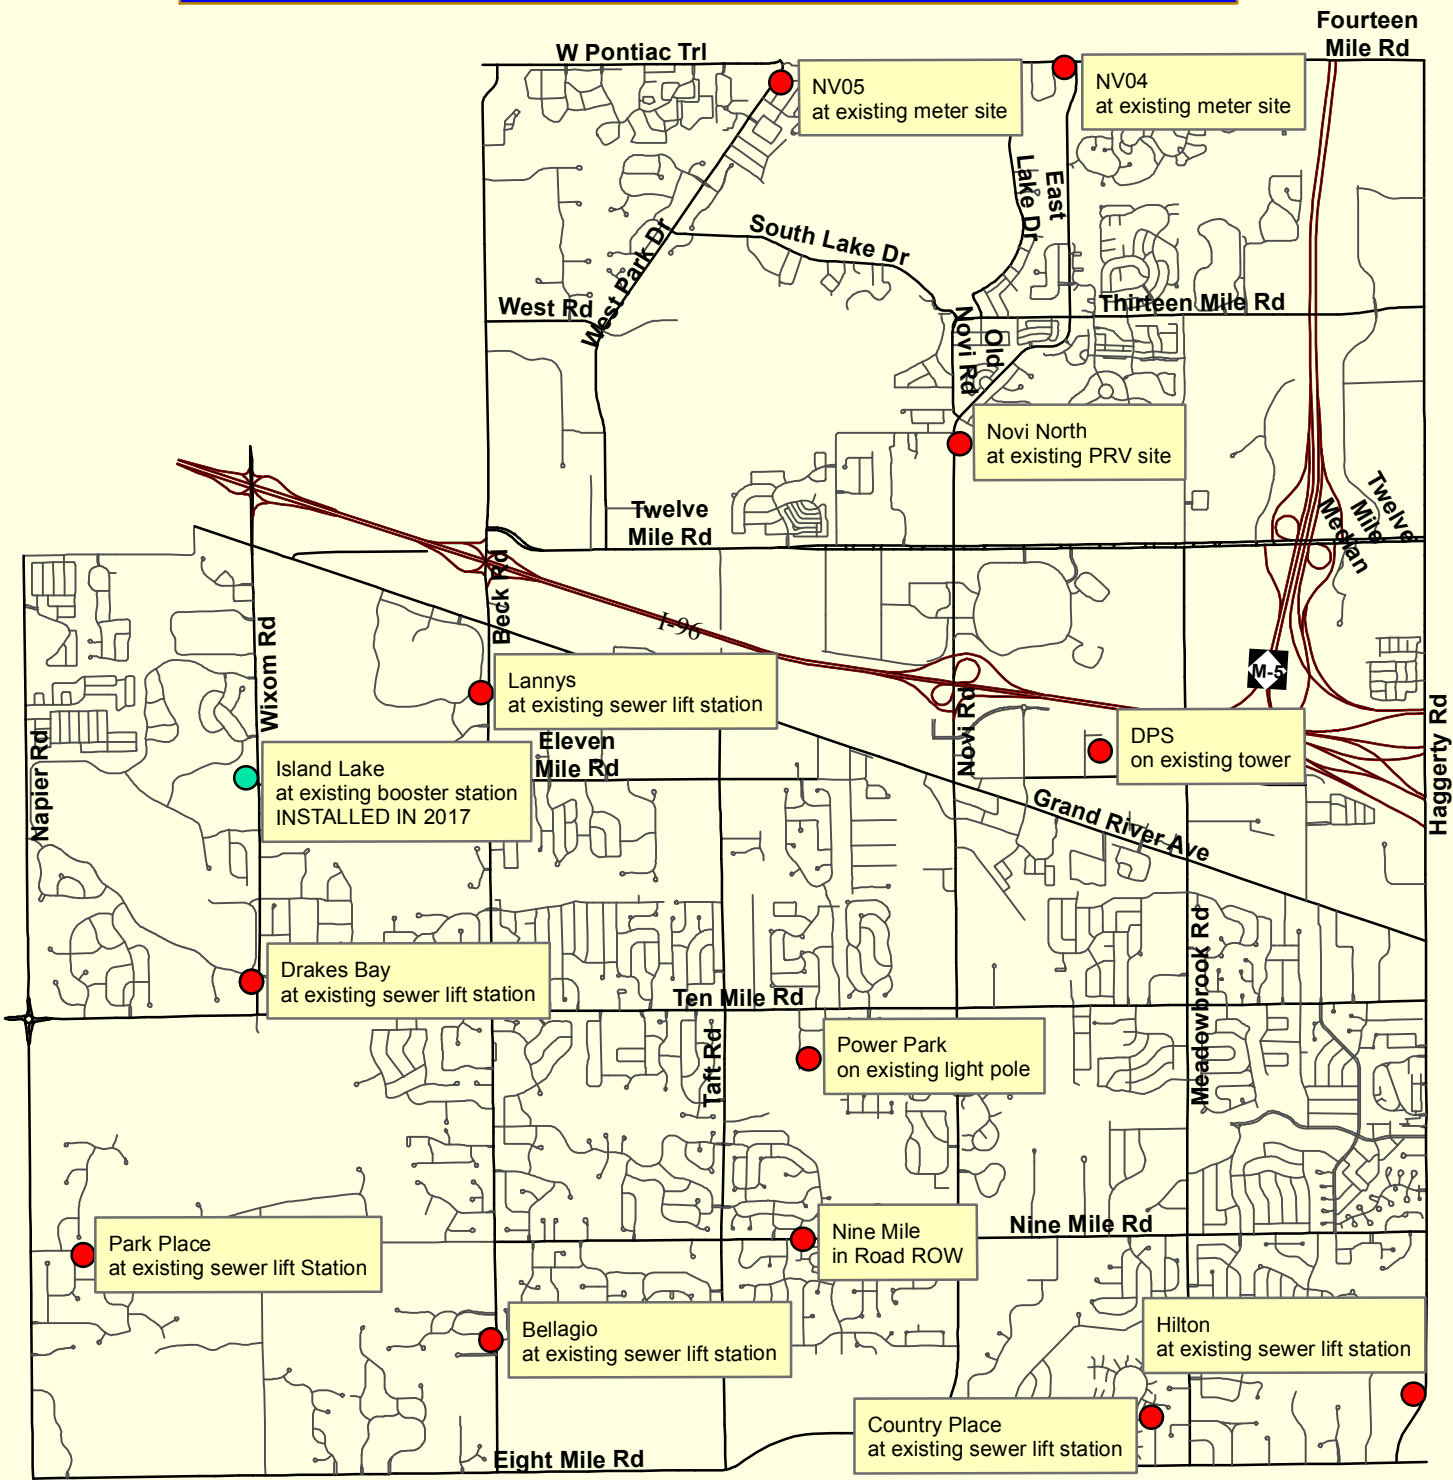 Fourteen
Mile Rd
W Pontiac Trl
NV05
at existing meter site
NV04
at existing meter site
East
Lake Dr
South Lake Dr
West Park Dr
West Rd
Thirteen Mile Rd
Old
Novi Rd
Novi North
at existing PRV site
Twelve
Mile Rd
Twelve
Mile
Meehan
Beck Rd
I-96
Wixom Rd
M-5
Lannys
at existing sewer lift station
Novi Rd
DPS
on existing tower
Haggerty Rd
Napier Rd
Eleven
Mile Rd
Island Lake
at existing booster station
INSTALLED IN 2017
Grand River Ave
Meadowbrook Rd
Drakes Bay
at existing sewer lift station
Ten Mile Rd
Taft Rd
Power Park
on existing light pole
Nine Mile Rd
Park Place
at existing sewer lift Station
Nine Mile
in Road ROW
Bellagio
at existing sewer lift station
Hilton
at existing sewer lift station
Country Place
at existing sewer lift station
Eight Mile Rd